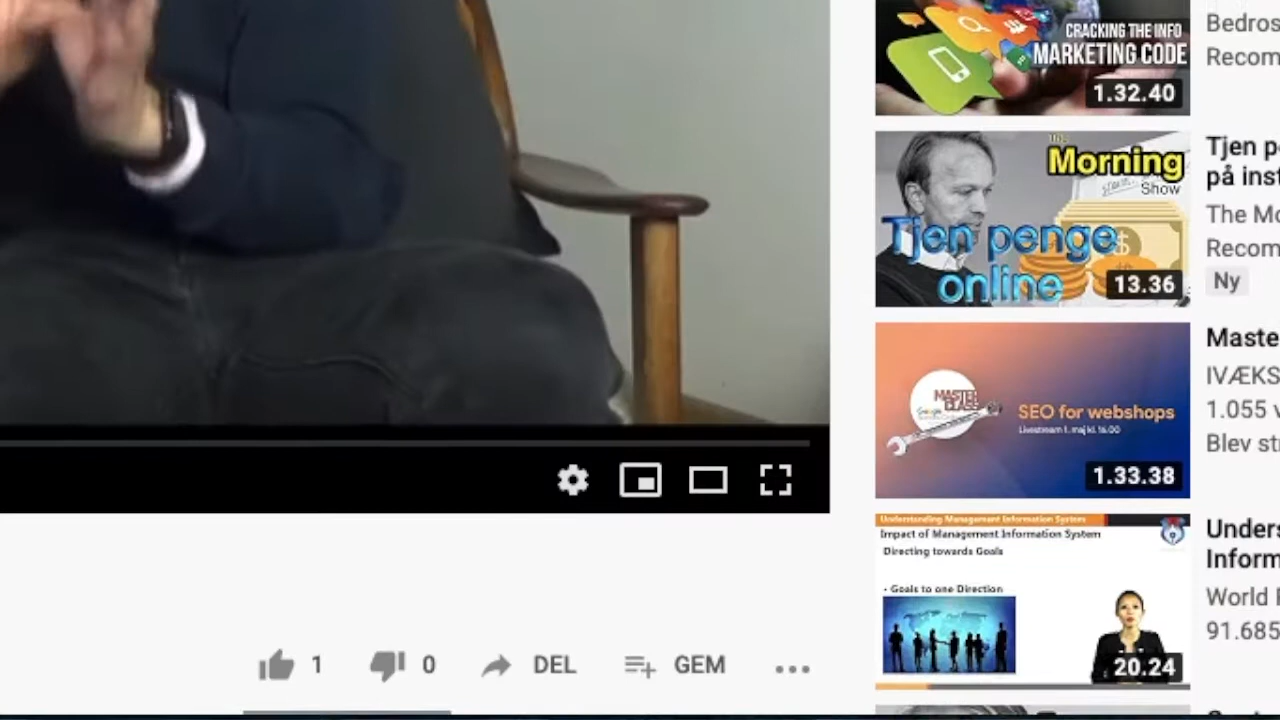 CRACKING THE INFO
MARKETING CODE
1.32.40
Bedros
Recom
The
Morning
Show
Tjen penge
online
13.36
Tjen p
på inst
The Mo
Recom
Ny
MASTER
CLASS
SEO for webshops
Livestream 1. maj kl. 16.00
1.33.38
Maste
IVÆKS
1.055 v
Blev str
Understanding Management Information System
Impact of Management Information System
Directing towards Goals
· Goals to one Direction
20.24
Unders
Inform
World
91.685
1
0
DEL
GEM